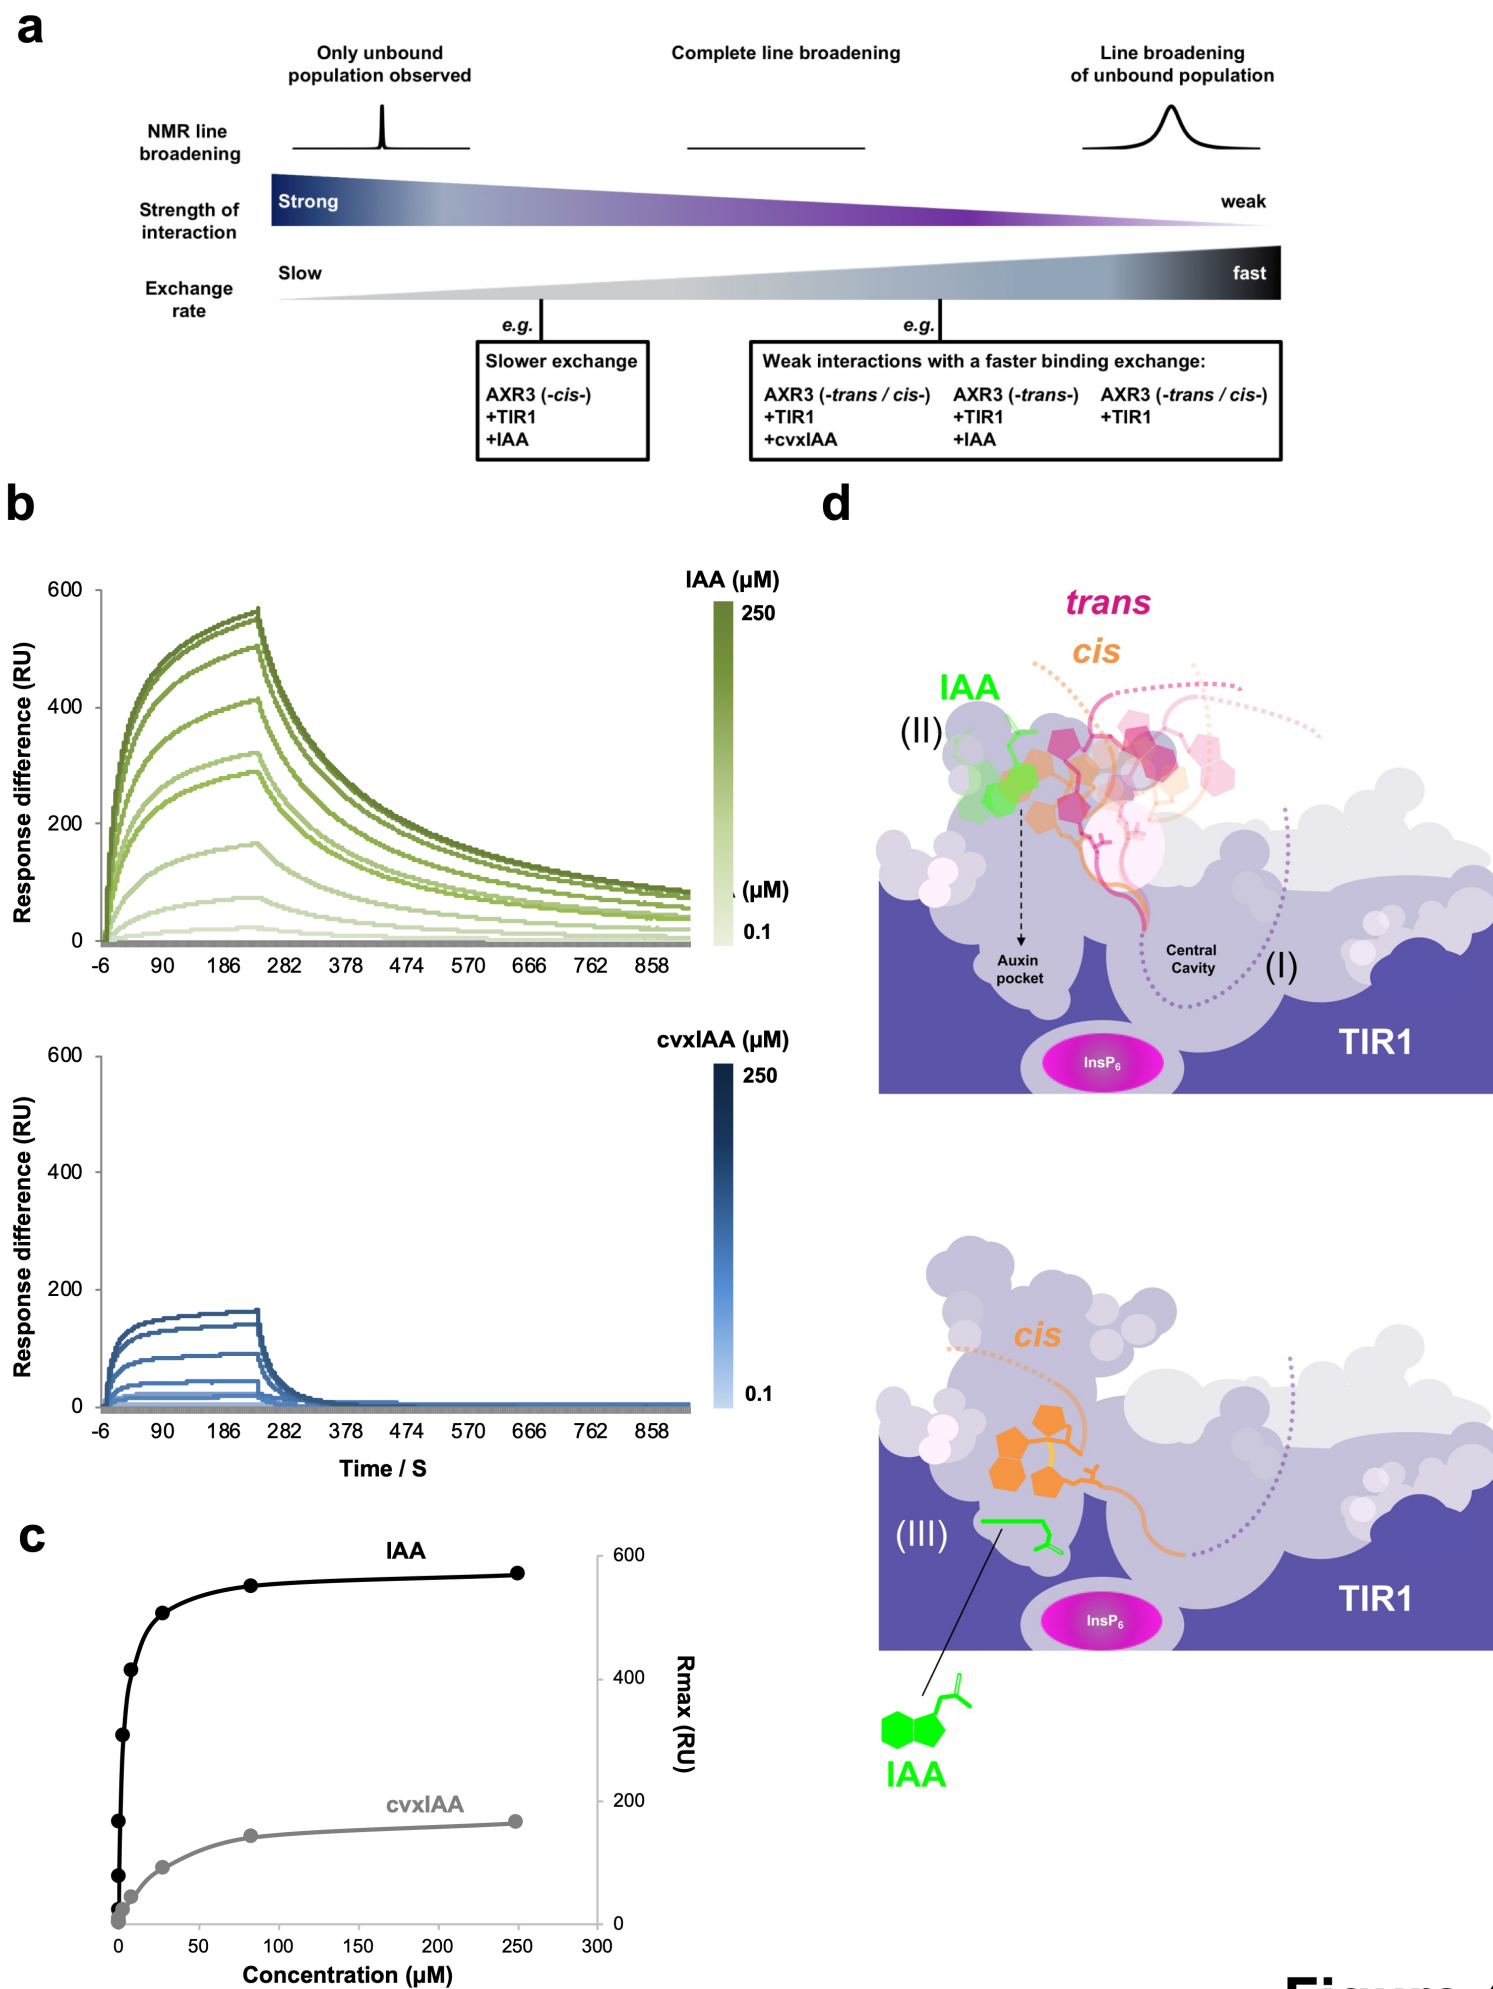 a
Only unbound
population observed
Complete line broadening
Line broadening
of unbound population
NMR line
broadening
Strength of
interaction
Strong
weak
Exchange
rate
Slow
fast
e.g.
e.g.
Slower exchange
AXR3 (-cis-)
+TIR1
+IAA
Weak interactions with a faster binding exchange:
AXR3 (-trans / cis-)
+TIR1
+cvxIAA
AXR3 (-trans-)
+TIR1
+IAA
AXR3 (-trans / cis-)
+TIR1
b
Response difference (RU)
600
400
200
0
-6 90 186 282 378 474 570 666 762 858
IAA (µM)
250
(µM)
0.1
Response difference (RU)
600
400
200
0
-6 90 186 282 378 474 570 666 762 858
Time / S
cvxIAA (µM)
250
0.1
c
IAA
cvxIAA
600
400
200
0
Rmax (RU)
0 50 100 150 200 250 300
Concentration (µM)
d
trans
cis
IAA
(II)
Auxin
pocket
Central
Cavity
(I)
TIR1
InsP6
cis
(III)
TIR1
InsP6
IAA